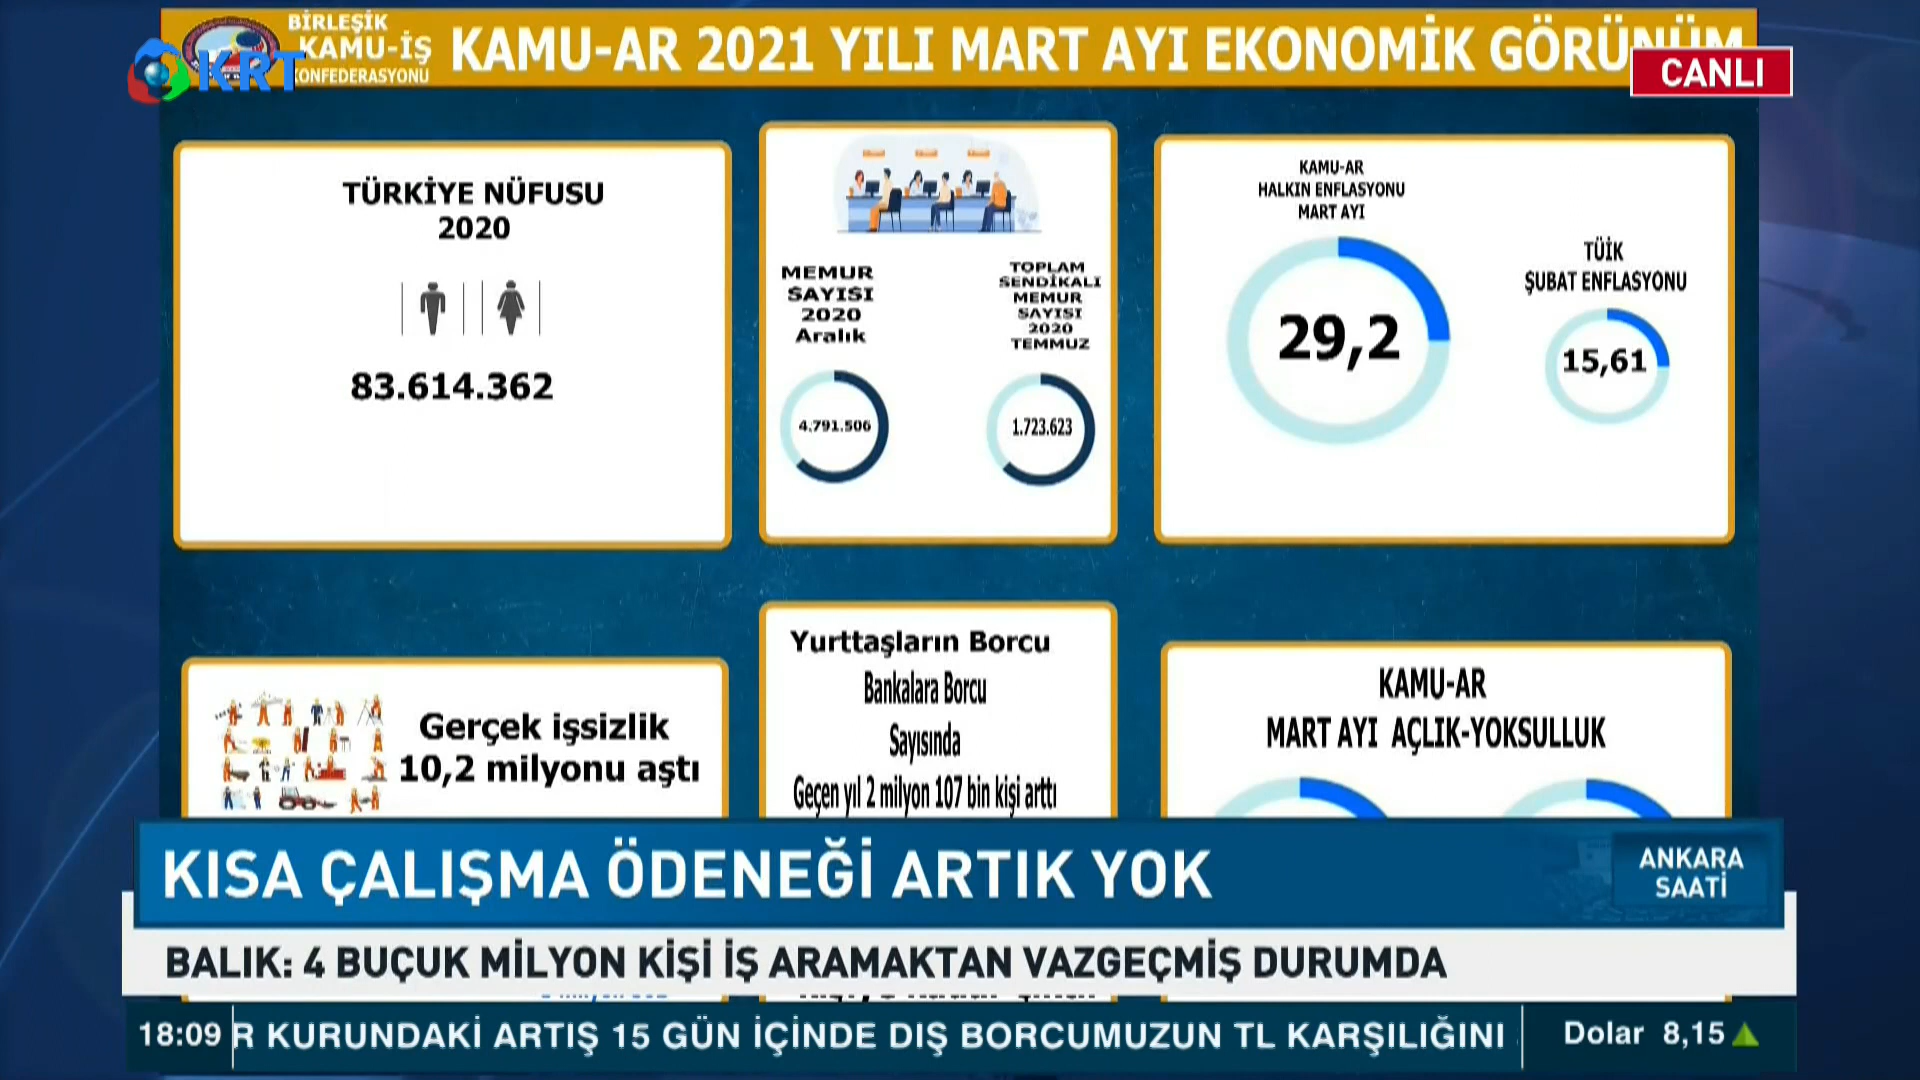 BİRLEŞİK
KAMU-İŞ
KONFEDERASYONU
KRT
KAMU-AR 2021 YILI MART AYI EKONOMİK GÖRÜNÜM
CANLI
TÜRKİYE NÜFUSU
2020
83.614.362
MEMUR
SAYISI
2020
Aralık
4.791.506
TOPLAM
SENDİKALI
MEMUR
SAYISI
2020
TEMMUZ
1.723.623
KAMU-AR
HALKIN ENFLASYONU
MART AYI
29,2
TÜİK
ŞUBAT ENFLASYONU
15,61
Gerçek işsizlik
10,2 milyonu aştı
Yurttaşların Borcu
Bankalara Borcu
Sayısında
Geçen yıl 2 milyon 107 bin kişi arttı
KAMU-AR
MART AYI AÇLIK-YOKSULLUK
KISA ÇALIŞMA ÖDENEĞİ ARTIK YOK
ANKARA
SAATİ
BALIK: 4 BUÇUK MİLYON KİŞİ İŞ ARAMAKTAN VAZGEÇMİŞ DURUMDA
18:09
R KURUNDAKİ ARTIŞ 15 GÜN İÇİNDE DIŞ BORCUMUZUN TL KARŞILIĞINI
Dolar 8,15